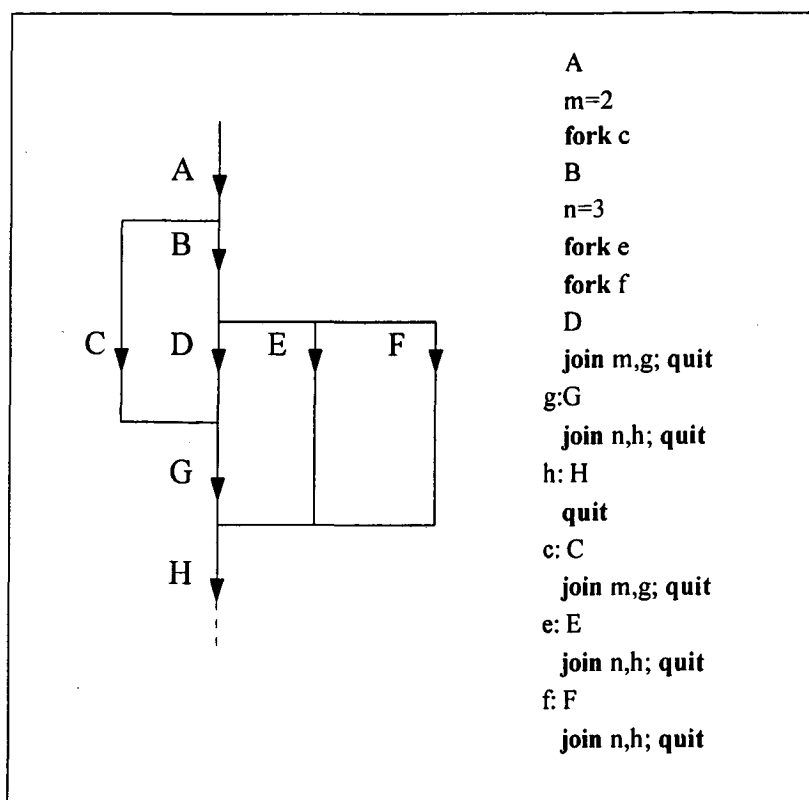 A
B
C
D
E
F
G
H
A
m=2
fork c
B
n=3
fork e
fork f
D
join m,g; quit
g:G
join n,h; quit
h: H
quit
c: C
join m,g; quit
e: E
join n,h; quit
f: F
join n,h; quit